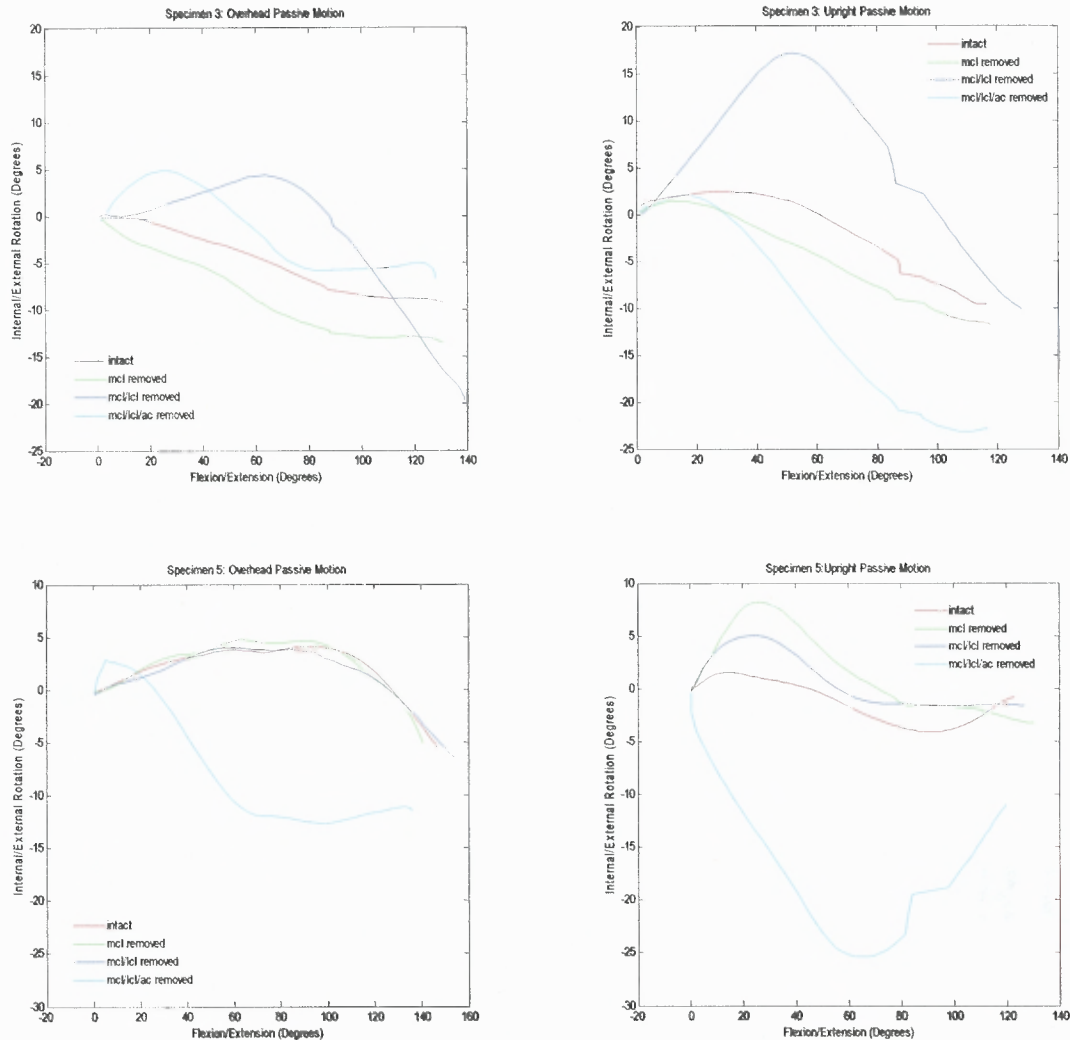 Specimen 3: Overhead Passive Motion
20
15
10
5
0
-5
-10
-15
-20
-25
Internal/External Rotation (Degrees)
intact
mcl removed
mcl/lcl removed
mcl/lcl/ac removed
-20 0 20 40 60 80 100 120 140
Flexion/Extension (Degrees)
Specimen 3: Upright Passive Motion
20
15
10
5
0
-5
-10
-15
-20
-25
Internal/External Rotation (Degrees)
intact
mcl removed
mcl/lcl removed
mcl/lcl/ac removed
0 20 40 60 80 100 120 140
Flexion/Extension (Degrees)
Specimen 5: Overhead Passive Motion
10
5
0
-5
-10
-15
-20
-25
-30
Internal/External Rotation (Degrees)
intact
mcl removed
mcl/lcl removed
mcl/lcl/ac removed
-20 0 20 40 60 80 100 120 140 160
Flexion/Extension (Degrees)
Specimen 5:Upright Passive Motion
10
5
0
-5
-10
-15
-20
-25
-30
Internal/External Rotation (Degrees)
intact
mcl removed
mcl/lcl removed
mcl/lcl/ac removed
-20 0 20 40 60 80 100 120 140
Flexion/Extension (Degrees)